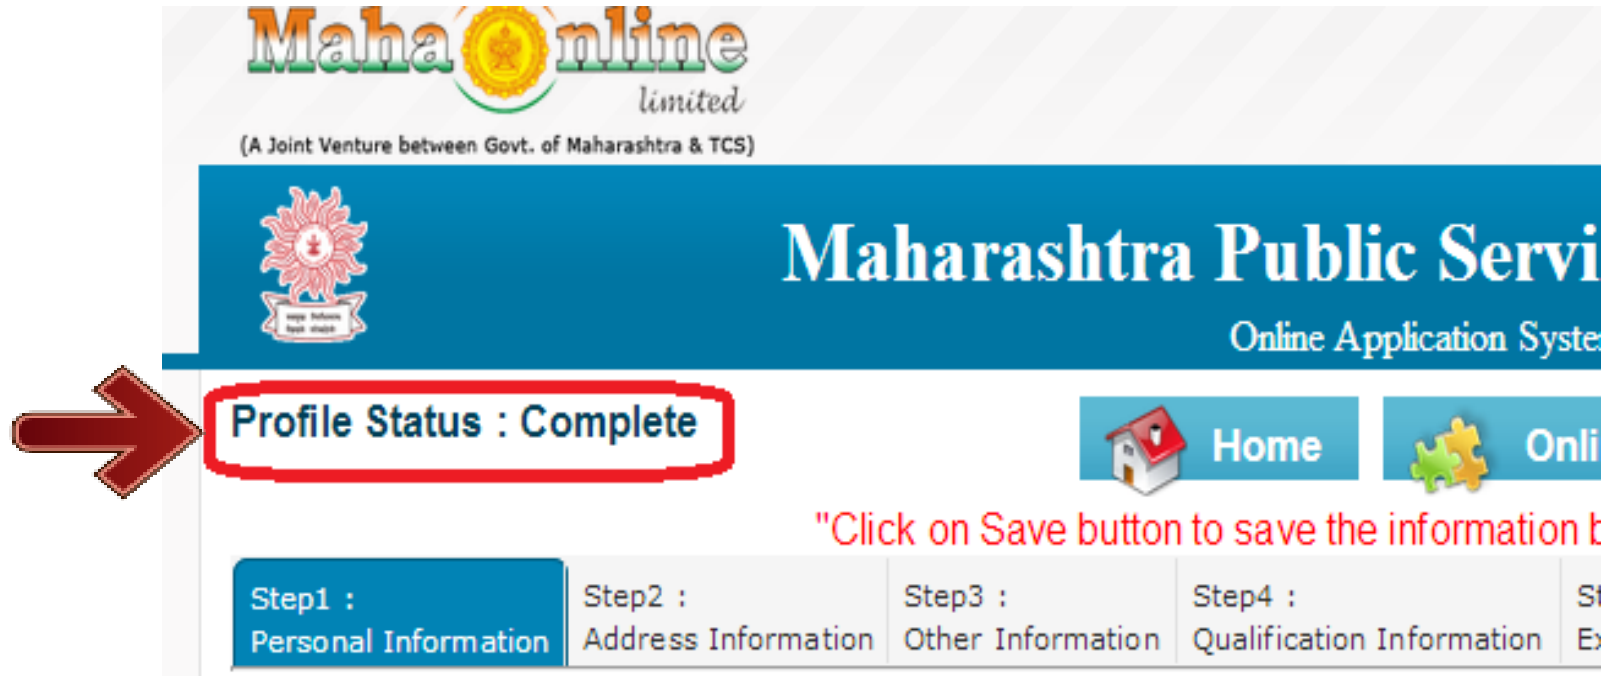 Maha nline
limited
(A Joint Venture between Govt. of Maharashtra & TCS)
Maharashtra Public Servi
Online Application Syste
Profile Status : Complete
Home
Onli
"Click on Save button to save the information b
Step1 :
Personal Information
Step2 :
Address Information
Step3 :
Other Information
Step4 :
Qualification Information
St
Ex